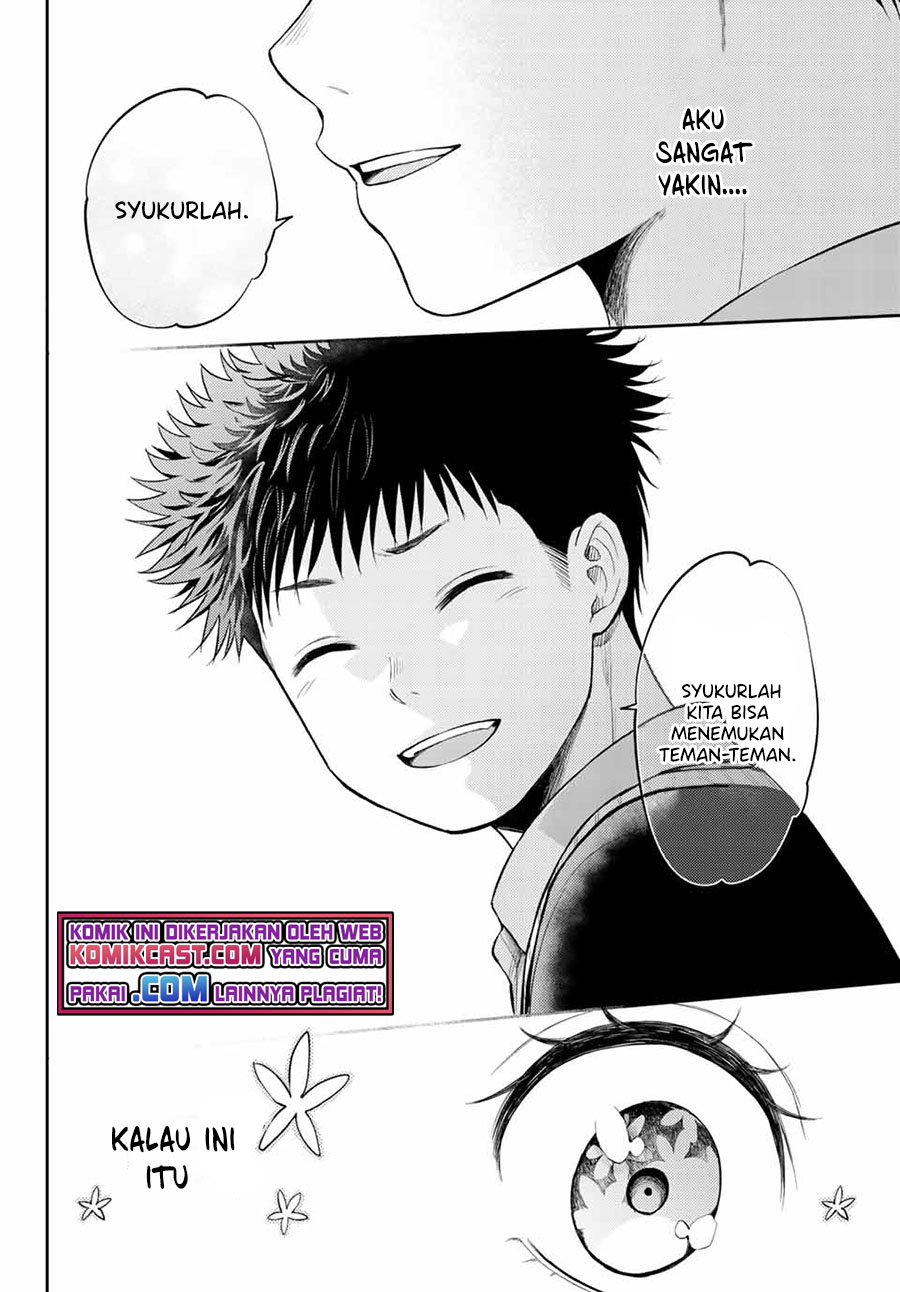 AKU
SANGAT
YAKIN....
SYUKURLAH.
SYUKURLAH
KITA BISA
MENEMUKAN
TEMAN-TEMAN.
KOMIK INI DIKERJAKAN OLEH WEB
KOMIKCAST.COM YANG CUMA
PAKAI .COM LAINNYA PLAGIAT!
KALAU INI
ITU